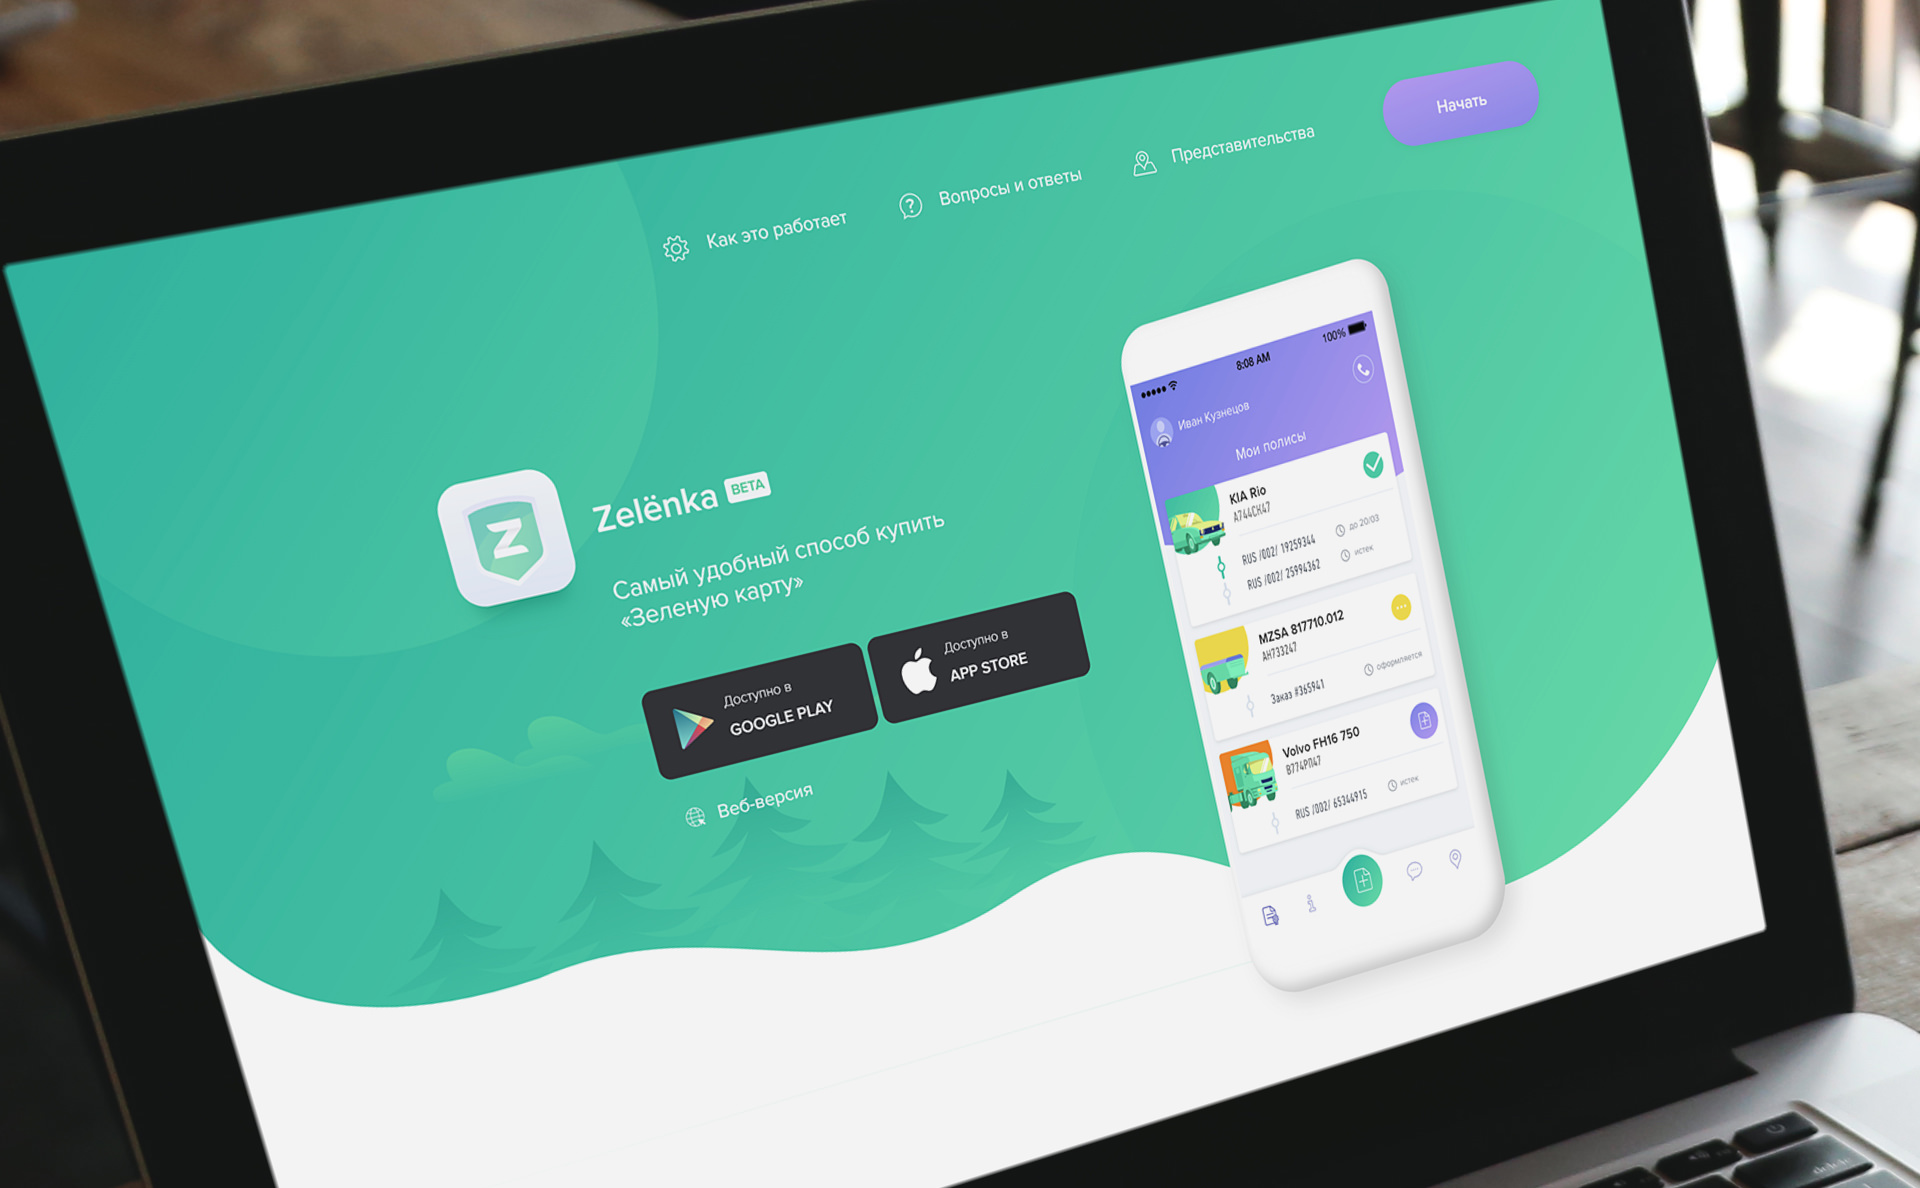 Начать
Как это работает
Вопросы и ответы
Представительства
Z
Zelёnka BETA
Самый удобный способ купить
«Зеленую карту»
Доступно в
GOOGLE PLAY
Доступно в
APP STORE
Веб-версия
8:08 AM
100%
Иван Кузнецов
Мои полисы
KIA Rio
A744CH47
RUS /002/ 19259344
до 20/03
RUS /002/ 25994362
истек
MZSA 817710.012
AH733247
Заказ #365941
оформляется
Volvo FH16 750
В774РП47
RUS /002/ 65344915
истек
delete